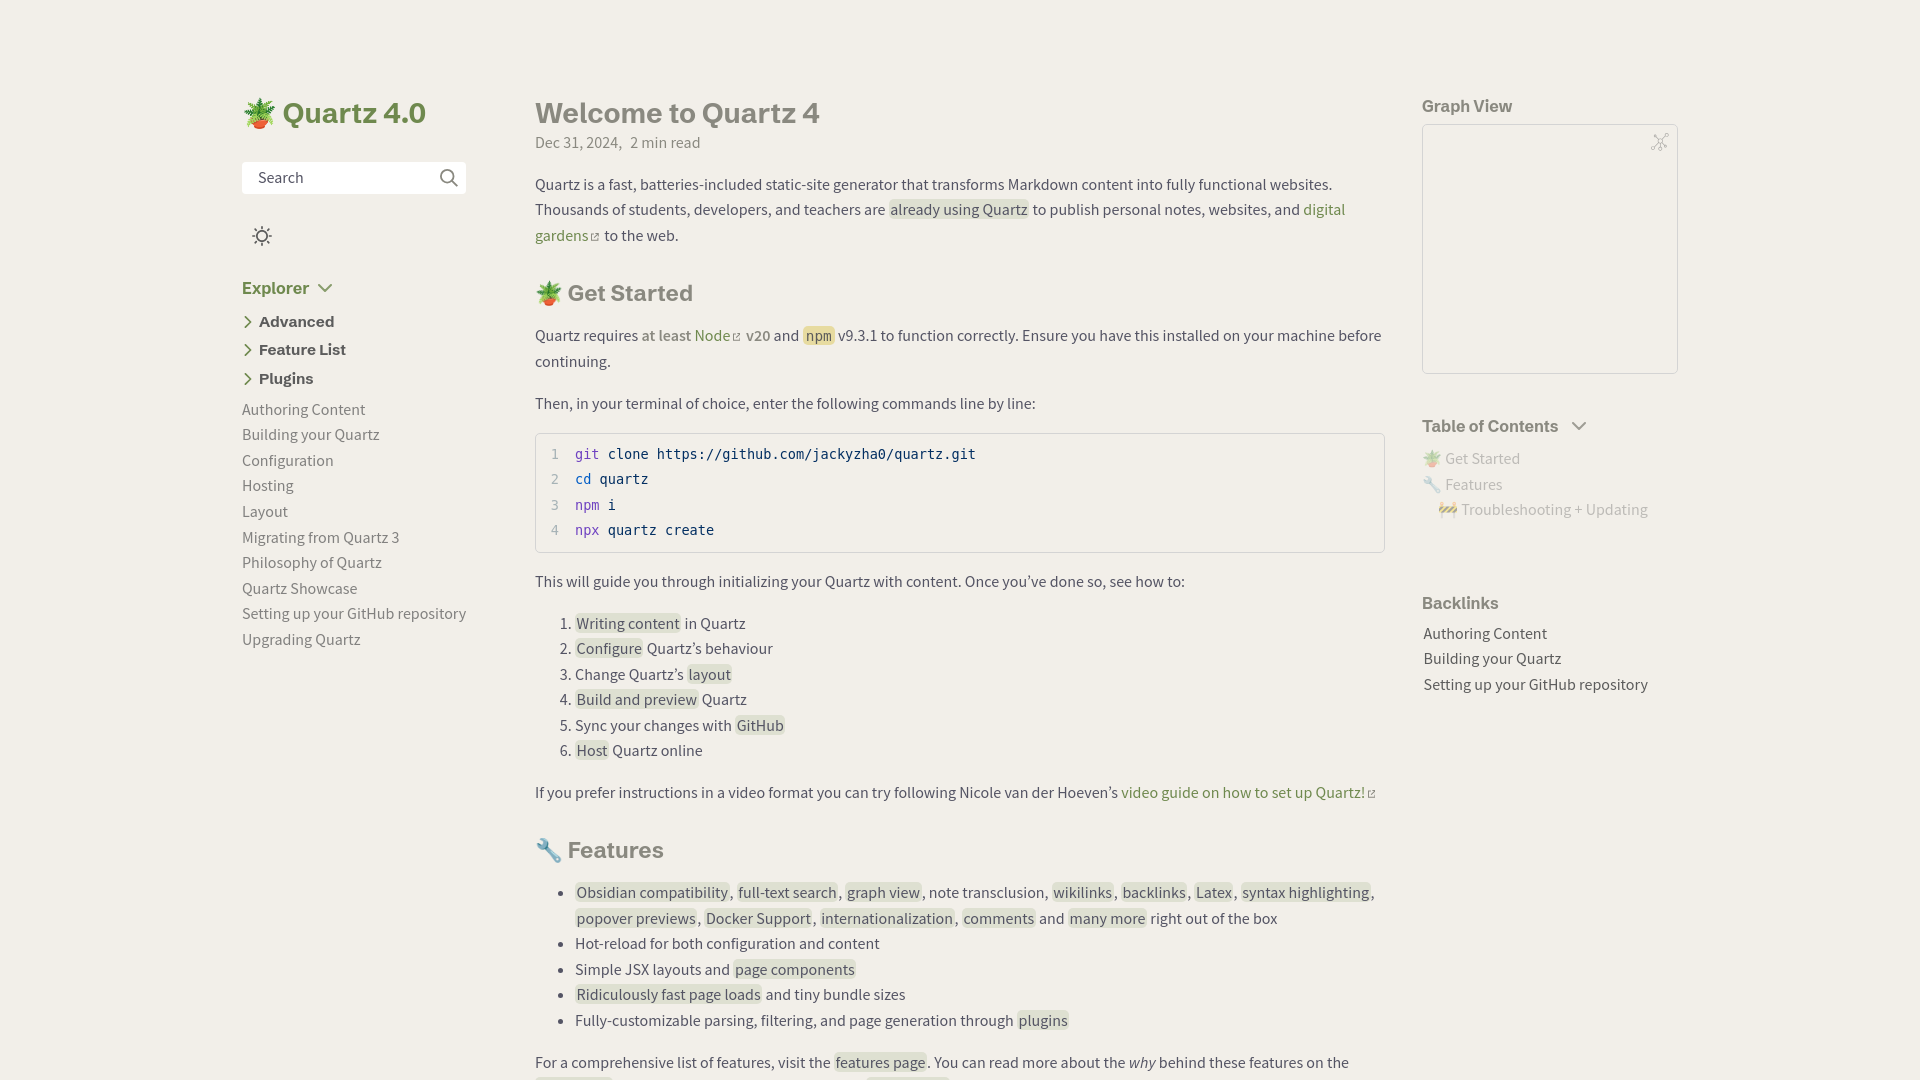 🪴 Quartz 4.0
Search
Explorer
Advanced
Feature List
Plugins
Authoring Content
Building your Quartz
Configuration
Hosting
Layout
Migrating from Quartz 3
Philosophy of Quartz
Quartz Showcase
Setting up your GitHub repository
Upgrading Quartz
Welcome to Quartz 4
Dec 31, 2024, 2 min read
Quartz is a fast, batteries-included static-site generator that transforms Markdown content into fully functional websites.
Thousands of students, developers, and teachers are already using Quartz to publish personal notes, websites, and digital
gardens to the web.
🪴 Get Started
Quartz requires at least Node v20 and npm v9.3.1 to function correctly. Ensure you have this installed on your machine before
continuing.
Then, in your terminal of choice, enter the following commands line by line:
1 git clone https://github.com/jackyzha0/quartz.git
2 cd quartz
3 npm i
4 npx quartz create
This will guide you through initializing your Quartz with content. Once you’ve done so, see how to:
1. Writing content in Quartz
2. Configure Quartz’s behaviour
3. Change Quartz’s layout
4. Build and preview Quartz
5. Sync your changes with GitHub
6. Host Quartz online
If you prefer instructions in a video format you can try following Nicole van der Hoeven’s video guide on how to set up Quartz!
🔧 Features
• Obsidian compatibility, full-text search, graph view, note transclusion, wikilinks, backlinks, Latex, syntax highlighting,
popover previews, Docker Support, internationalization, comments and many more right out of the box
• Hot-reload for both configuration and content
• Simple JSX layouts and page components
• Ridiculously fast page loads and tiny bundle sizes
• Fully-customizable parsing, filtering, and page generation through plugins
For a comprehensive list of features, visit the features page. You can read more about the why behind these features on the
Graph View
Table of Contents
🪴 Get Started
🔧 Features
🚧 Troubleshooting + Updating
Backlinks
Authoring Content
Building your Quartz
Setting up your GitHub repository